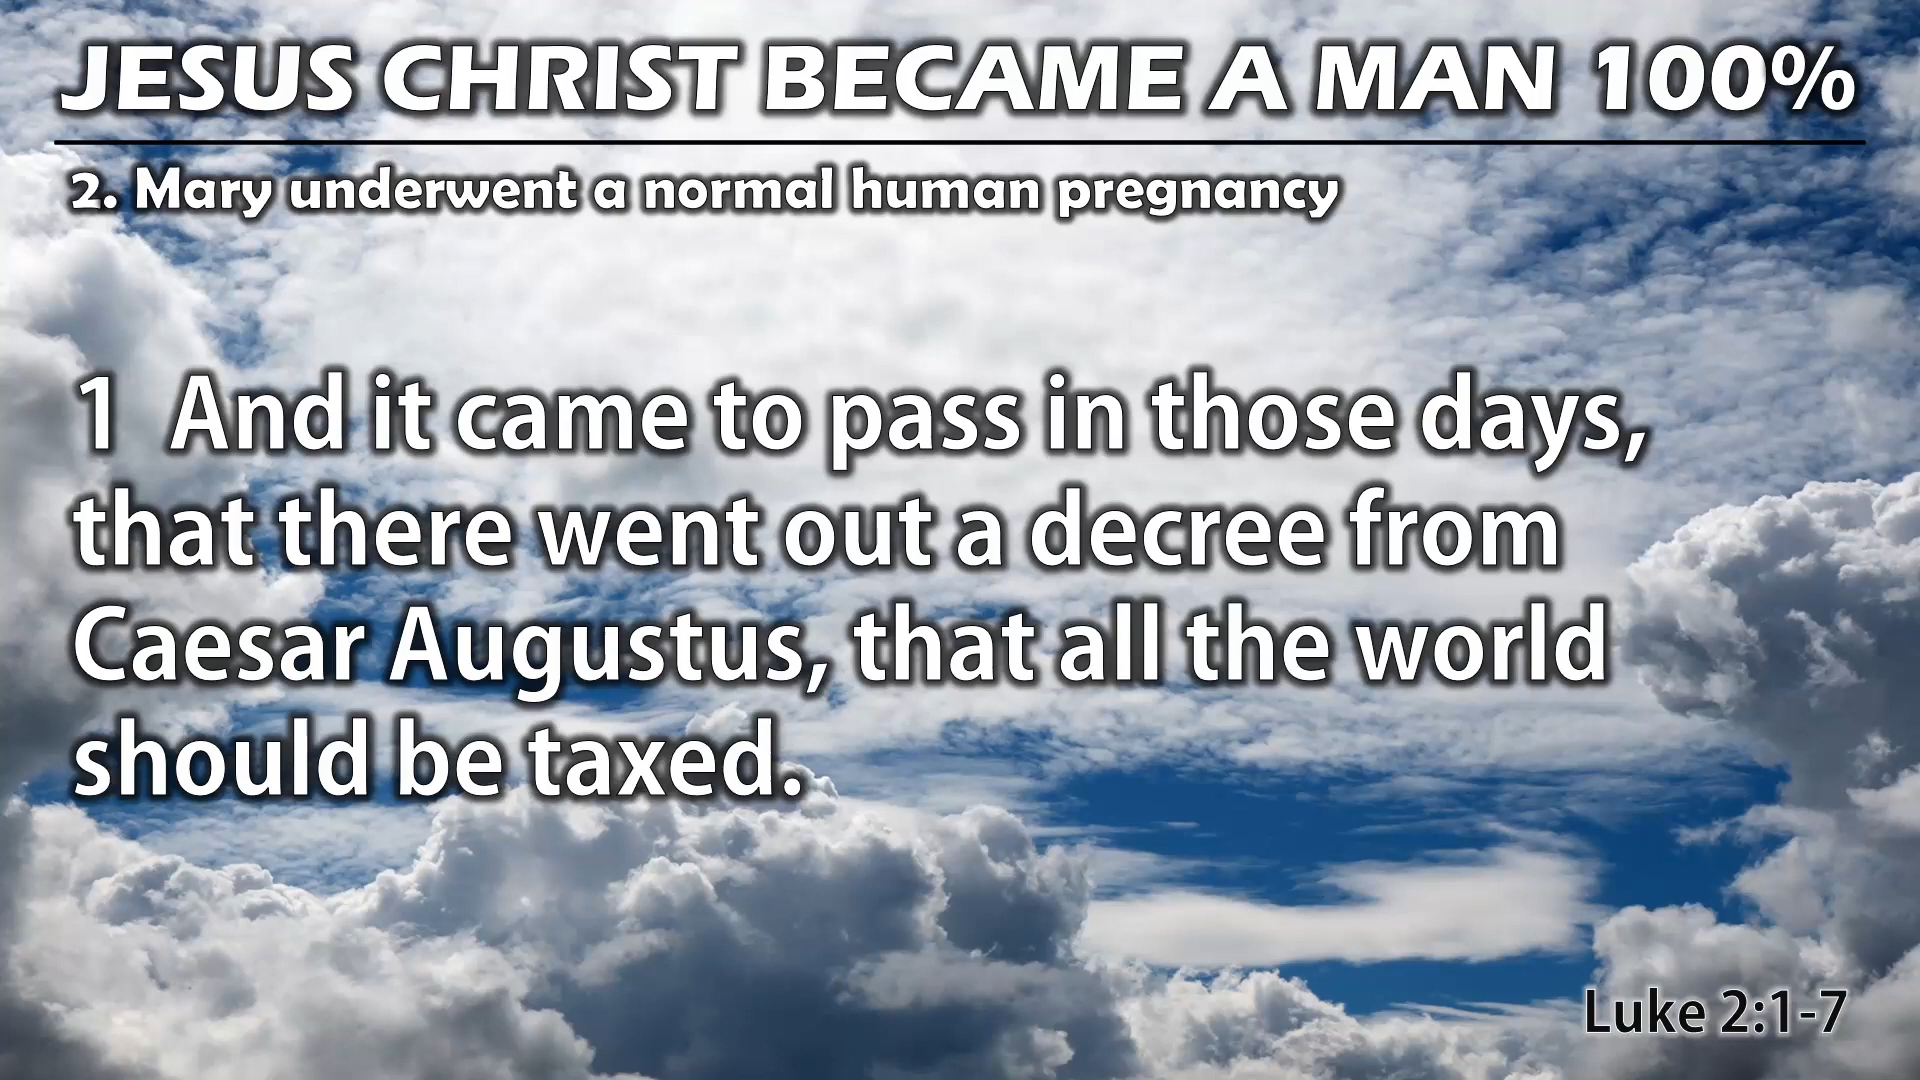 JESUS CHRIST BECAME A MAN 100%
2. Mary underwent a normal human pregnancy
1 And it came to pass in those days,
that there went out a decree from
Caesar Augustus, that all the world
should be taxed.
Luke 2:1-7